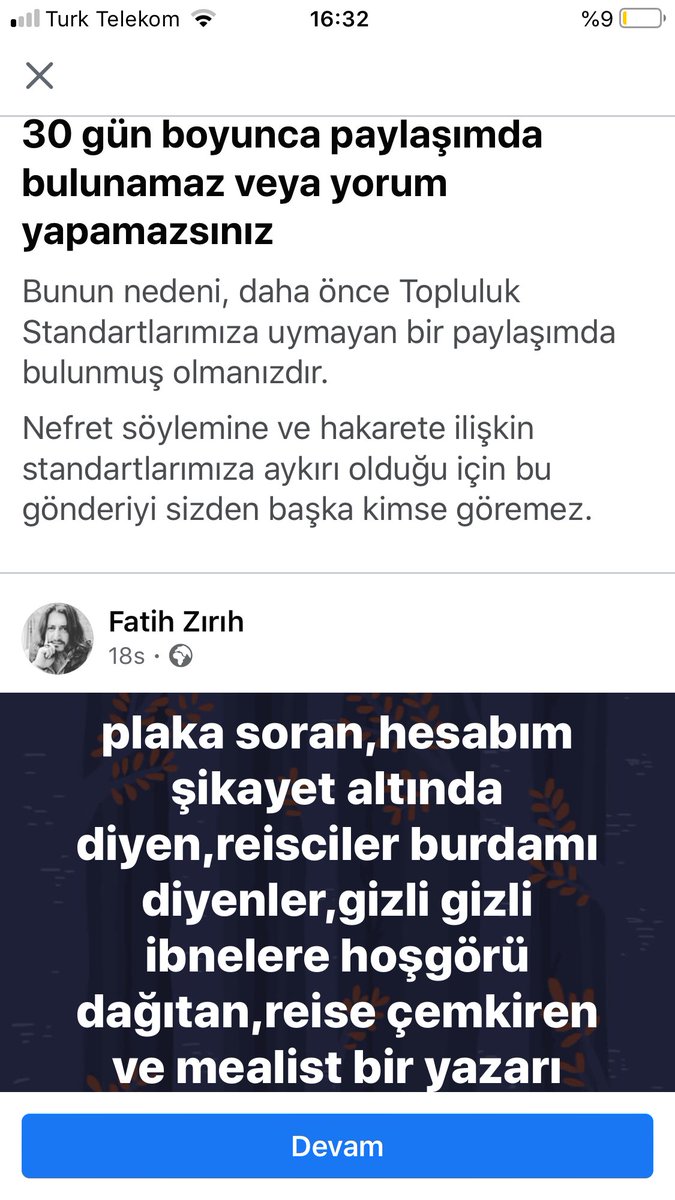 Turk Telekom 16:32 %9
30 gün boyunca paylaşımda
bulunamaz veya yorum
yapamazsınız
Bunun nedeni, daha önce Topluluk
Standartlarımıza uymayan bir paylaşımda
bulunmuş olmanızdır.
Nefret söylemine ve hakarete ilişkin
standartlarımıza aykırı olduğu için bu
gönderiyi sizden başka kimse göremez.
Fatih Zırıh
18s ·
plaka soran,hesabım
şikayet altında
diyen,reisciler burdamı
diyenler,gizli gizli
ibnelere hoşgörü
dağıtan,reise çemkiren
ve mealist bir yazarı
Devam